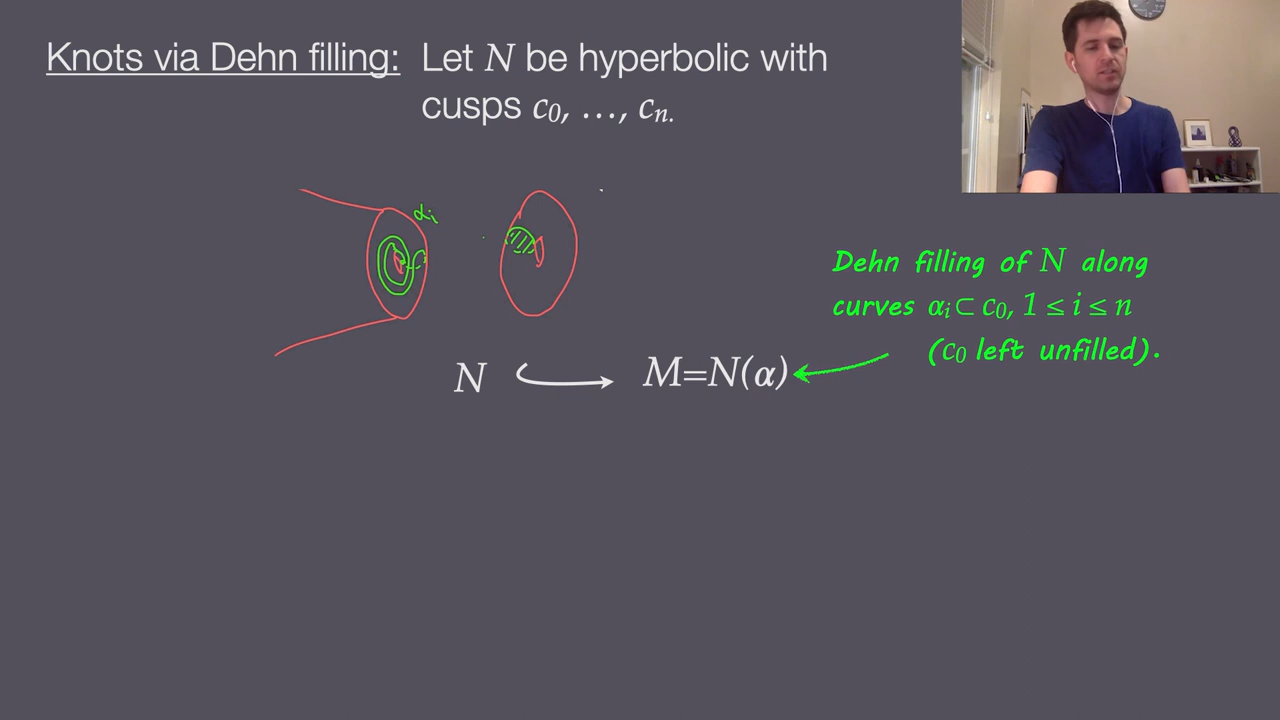 Knots via Dehn filling: Let N be hyperbolic with
cusps c₀, …, cₙ.
αᵢ
Dehn filling of N along
curves αᵢ ⊂ c₀, 1 ≤ i ≤ n
(c₀ left unfilled).
N M=N(α)